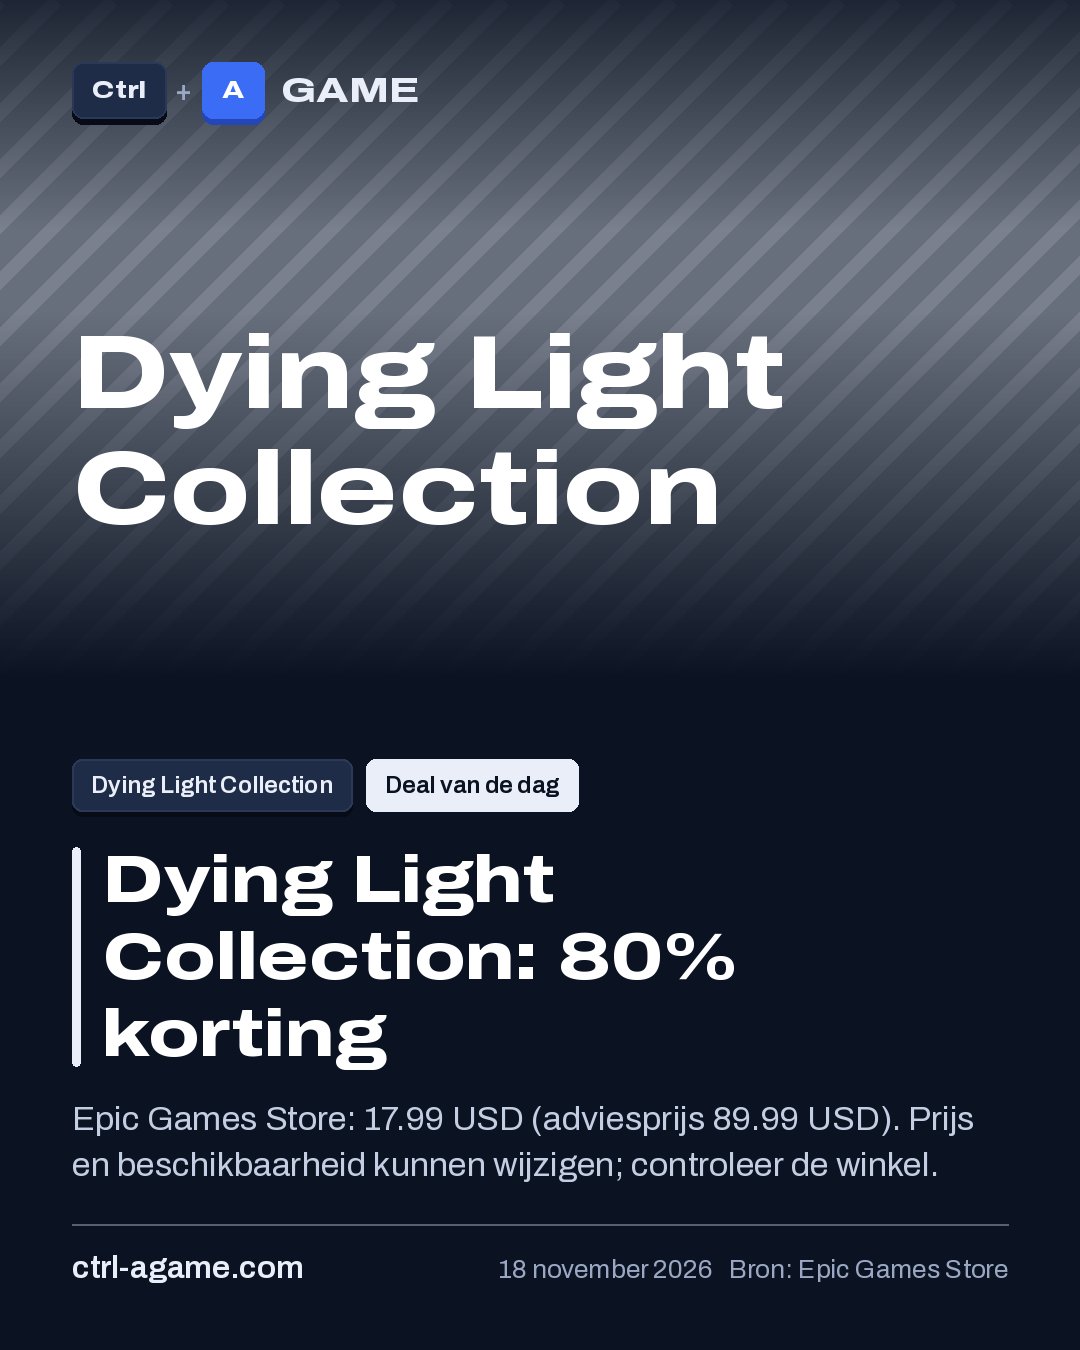 Ctrl + A GAME
Dying Light
Collection
Dying Light Collection Deal van de dag
Dying Light
Collection: 80%
korting
Epic Games Store: 17.99 USD (adviesprijs 89.99 USD). Prijs
en beschikbaarheid kunnen wijzigen; controleer de winkel.
ctrl-agame.com 18 november 2026 Bron: Epic Games Store